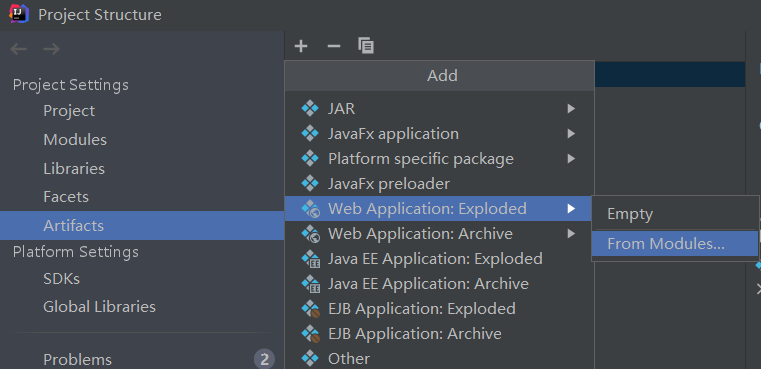 Project Structure
Project Settings
Project
Modules
Libraries
Facets
Artifacts
Platform Settings
SDKs
Global Libraries
Problems
2
Add
JAR
JavaFx application
Platform specific package
JavaFx preloader
Web Application: Exploded
Web Application: Archive
Java EE Application: Exploded
Java EE Application: Archive
EJB Application: Exploded
EJB Application: Archive
Other
Empty
From Modules...